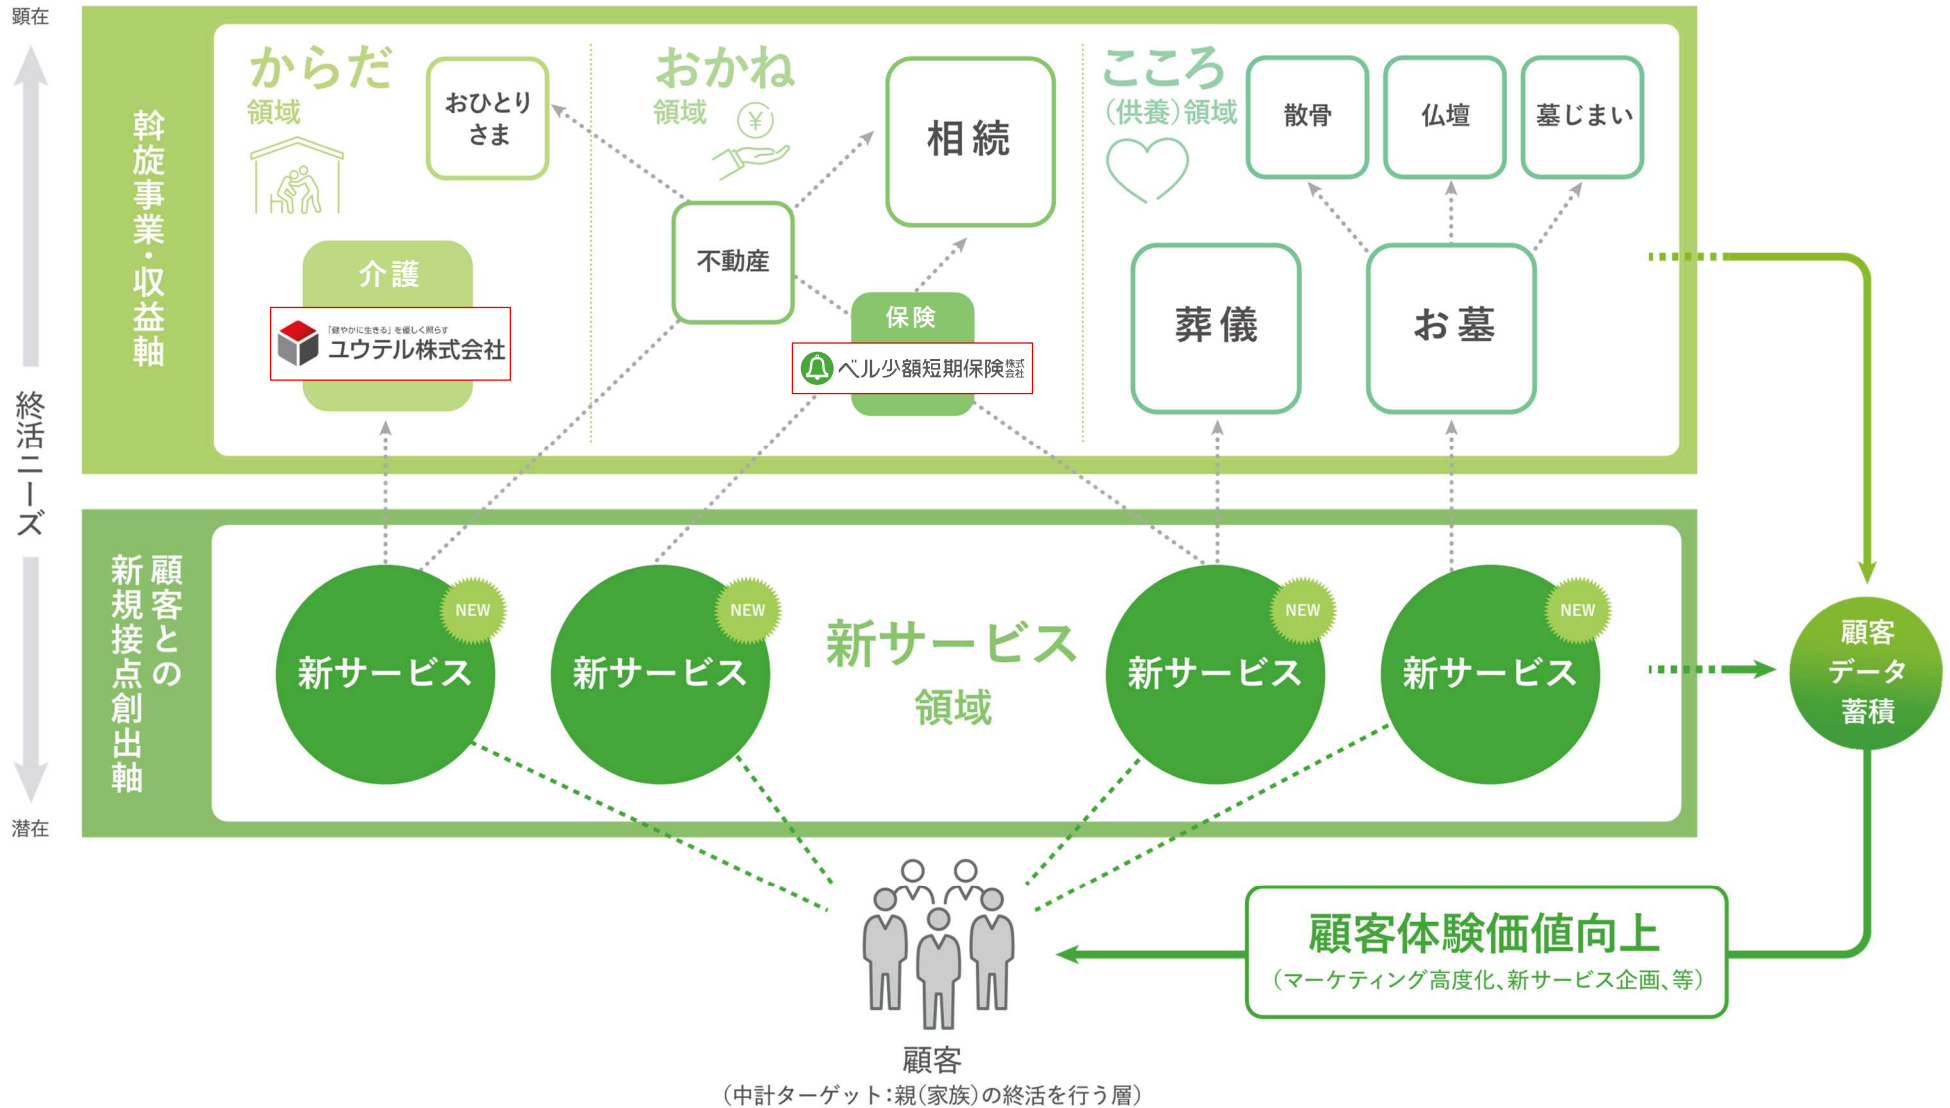 顕在
終活ニーズ
潜在
斡旋事業・収益軸
からだ
領域
おひとり
さま
介護
「健やかに生きる」を優しく照らす
ユウテル株式会社
おかね
領域
¥
相続
不動産
保険
ベル少額短期保険株式会社
こころ
（供養）領域
散骨
仏壇
墓じまい
葬儀
お墓
顧客との
新規接点創出軸
新サービス
NEW
新サービス
NEW
新サービス
領域
新サービス
NEW
新サービス
NEW
顧客
データ
蓄積
顧客体験価値向上
（マーケティング高度化、新サービス企画、等）
顧客
（中計ターゲット：親（家族）の終活を行う層）